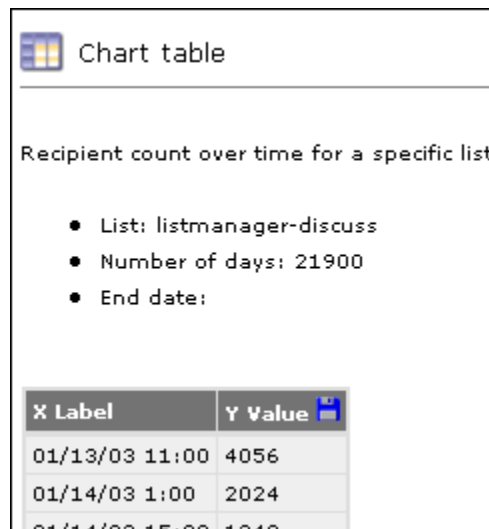 Chart table
Recipient count over time for a specific list
List: listmanager-discuss
Number of days: 21900
End date:
X Label Y Value
01/13/03 11:00 4056
01/14/03 1:00 2024